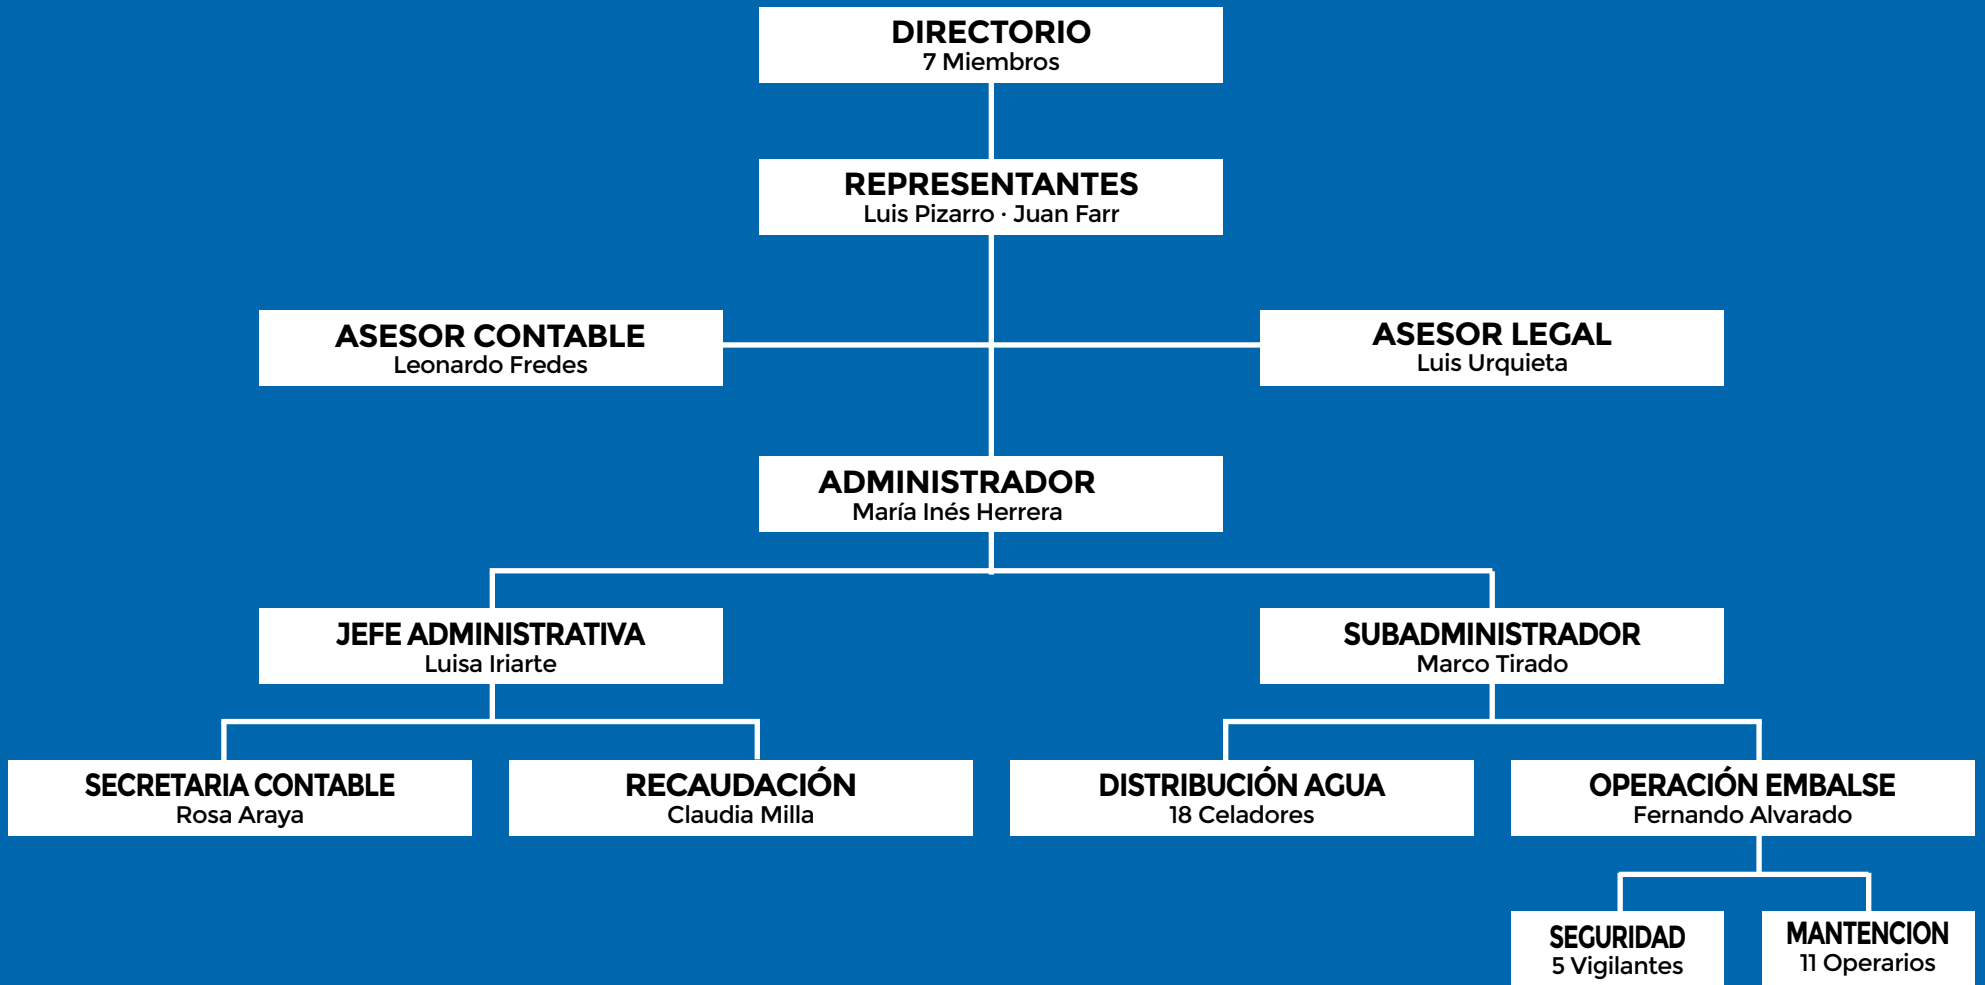 DIRECTORIO
7 Miembros
REPRESENTANTES
Luis Pizarro · Juan Farr
ASESOR CONTABLE
Leonardo Fredes
ASESOR LEGAL
Luis Urquieta
ADMINISTRADOR
María Inés Herrera
JEFE ADMINISTRATIVA
Luisa Iriarte
SUBADMINISTRADOR
Marco Tirado
SECRETARIA CONTABLE
Rosa Araya
RECAUDACIÓN
Claudia Milla
DISTRIBUCIÓN AGUA
18 Celadores
OPERACIÓN EMBALSE
Fernando Alvarado
SEGURIDAD
5 Vigilantes
MANTENCION
11 Operarios